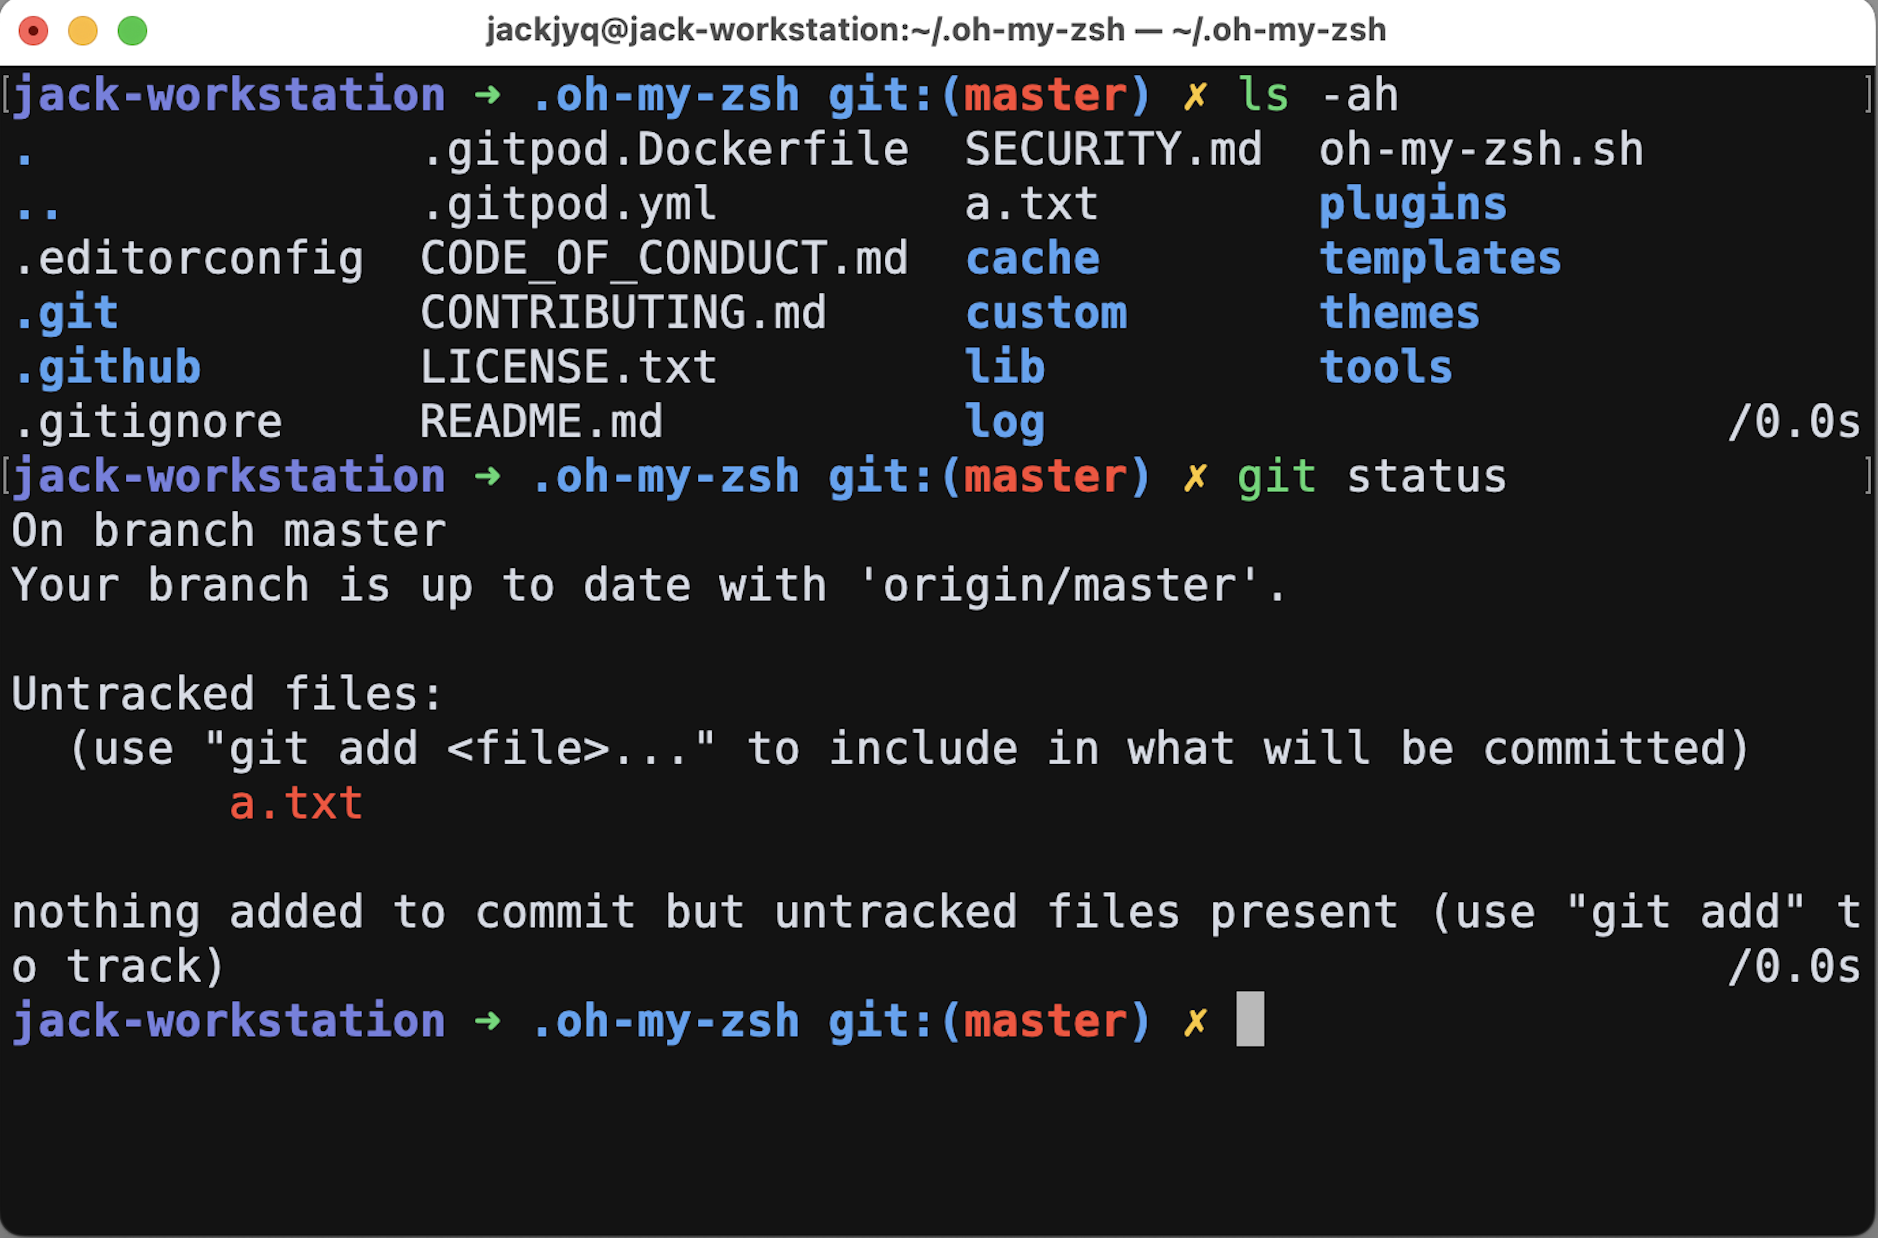 jackjyq@jack-workstation:~/.oh-my-zsh — ~/.oh-my-zsh
[jack-workstation ➜ .oh-my-zsh git:(master) ✗ ls -ah ]
. .gitpod.Dockerfile SECURITY.md oh-my-zsh.sh
.. .gitpod.yml a.txt plugins
.editorconfig CODE_OF_CONDUCT.md cache templates
.git CONTRIBUTING.md custom themes
.github LICENSE.txt lib tools
.gitignore README.md log /0.0s
[jack-workstation ➜ .oh-my-zsh git:(master) ✗ git status ]
On branch master
Your branch is up to date with 'origin/master'.
Untracked files:
(use "git add <file>..." to include in what will be committed)
a.txt
nothing added to commit but untracked files present (use "git add" t
o track) /0.0s
jack-workstation ➜ .oh-my-zsh git:(master) ✗